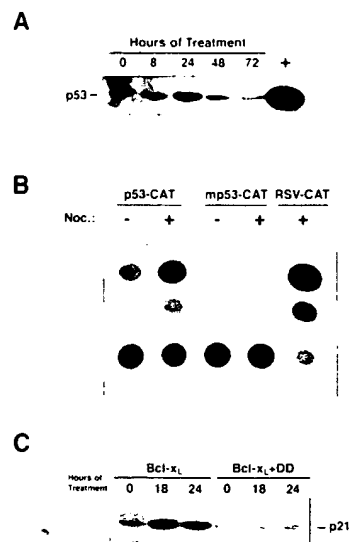 A
Hours of Treatment
0 8 24 48 72 +
p53 –
B
p53-CAT mp53-CAT RSV-CAT
Noc.: - + - + +
C
Bcl-xL Bcl-xL+DD
Hours of
Treatment 0 18 24 0 18 24
– p21